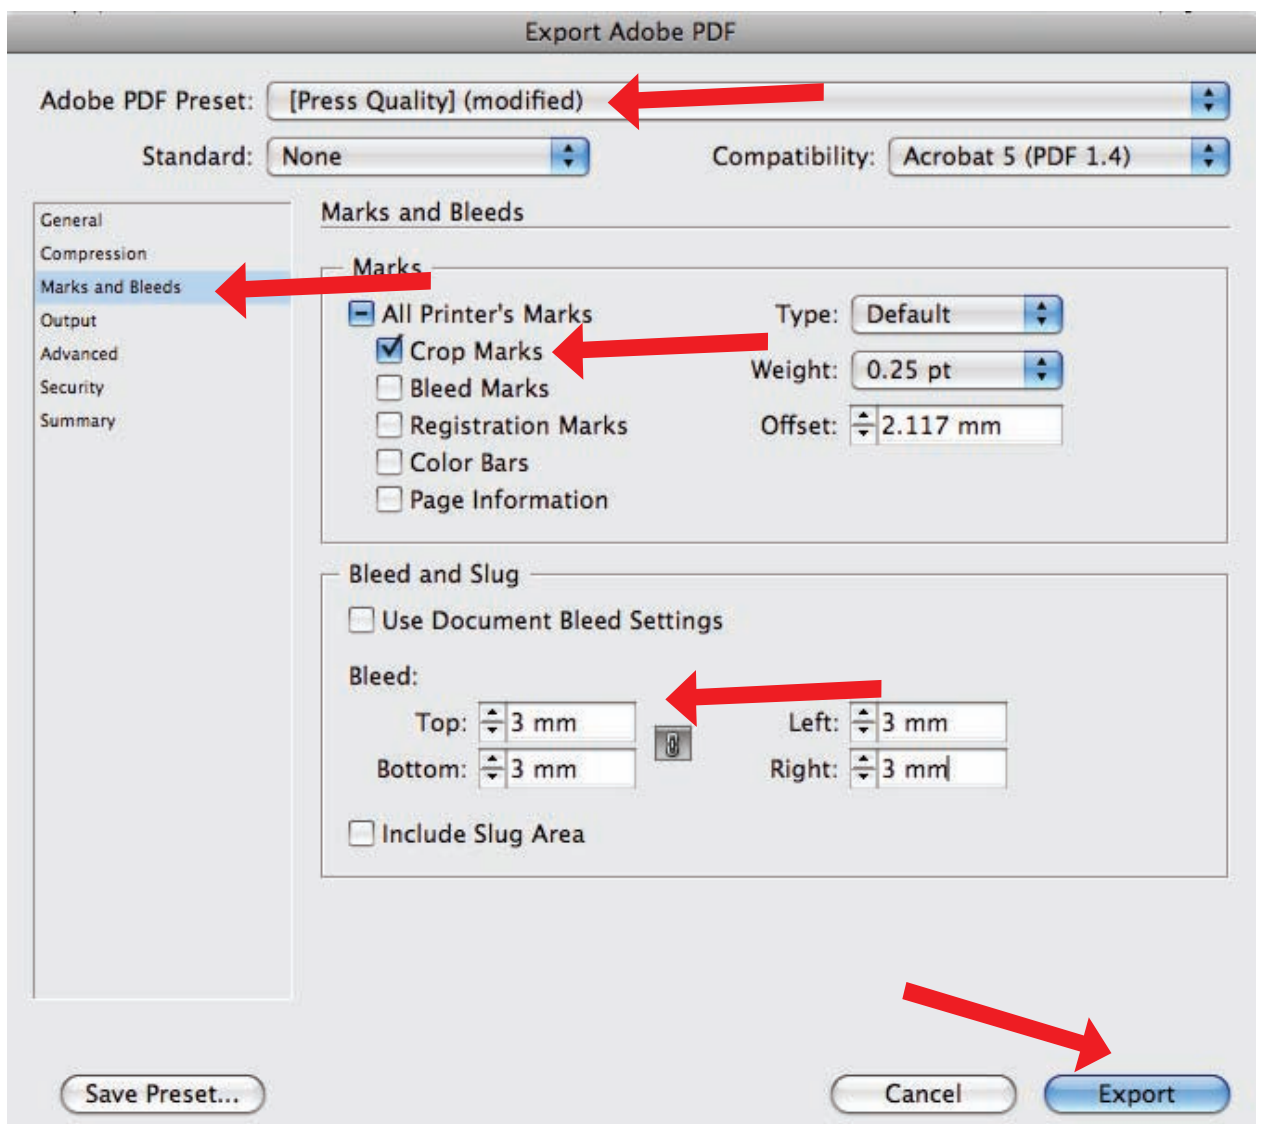 Export Adobe PDF
Adobe PDF Preset: [Press Quality] (modified)
Standard: None Compatibility: Acrobat 5 (PDF 1.4)
General
Compression
Marks and Bleeds
Output
Advanced
Security
Summary
Marks and Bleeds
Marks
All Printer's Marks
Crop Marks
Bleed Marks
Registration Marks
Color Bars
Page Information
Type: Default
Weight: 0.25 pt
Offset: 2.117 mm
Bleed and Slug
Use Document Bleed Settings
Bleed:
Top: 3 mm Left: 3 mm
Bottom: 3 mm Right: 3 mm
Include Slug Area
Save Preset... Cancel Export